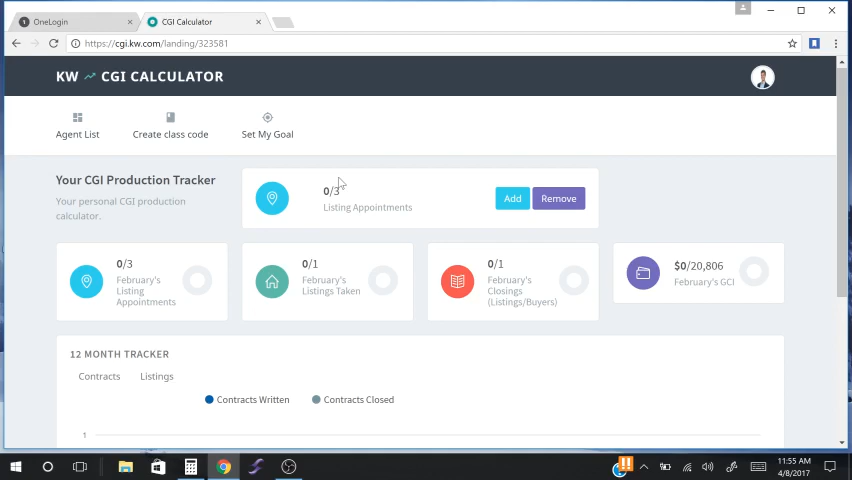 OneLogin
CGI Calculator
https://cgi.kw.com/landing/323581
KW CGI CALCULATOR
Agent List
Create class code
Set My Goal
Your CGI Production Tracker
Your personal CGI production
calculator.
0/3
Listing Appointments
Add
Remove
0/3
February's
Listing
Appointments
0/1
February's
Listings Taken
0/1
February's
Closings
(Listings/Buyers)
$0/20,806
February's GCI
12 MONTH TRACKER
Contracts
Listings
Contracts Written
Contracts Closed
1
11:55 AM
4/8/2017